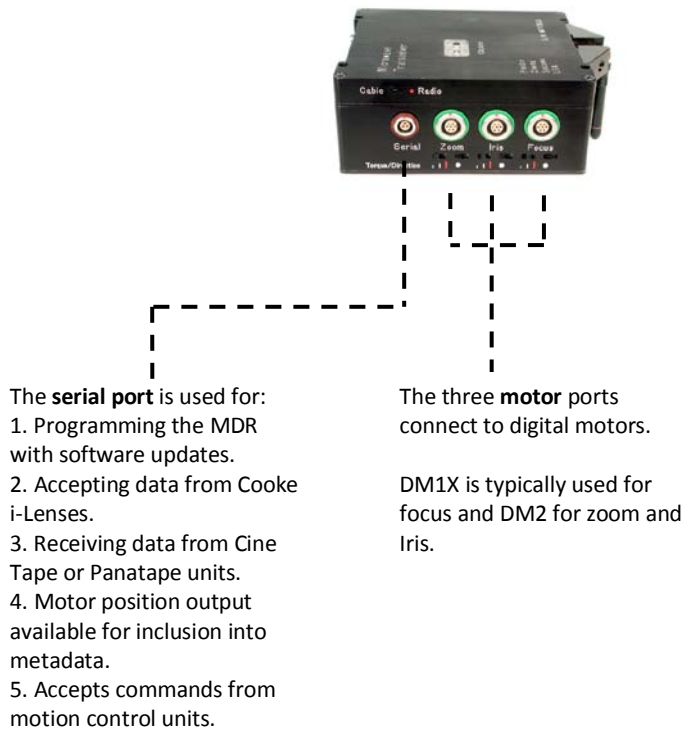 Cable Radio
Serial Zoom Iris Focus
Torque/Direction
The serial port is used for:
1. Programming the MDR
with software updates.
2. Accepting data from Cooke
i-Lenses.
3. Receiving data from Cine
Tape or Panatape units.
4. Motor position output
available for inclusion into
metadata.
5. Accepts commands from
motion control units.
The three motor ports
connect to digital motors.
DM1X is typically used for
focus and DM2 for zoom and
Iris.